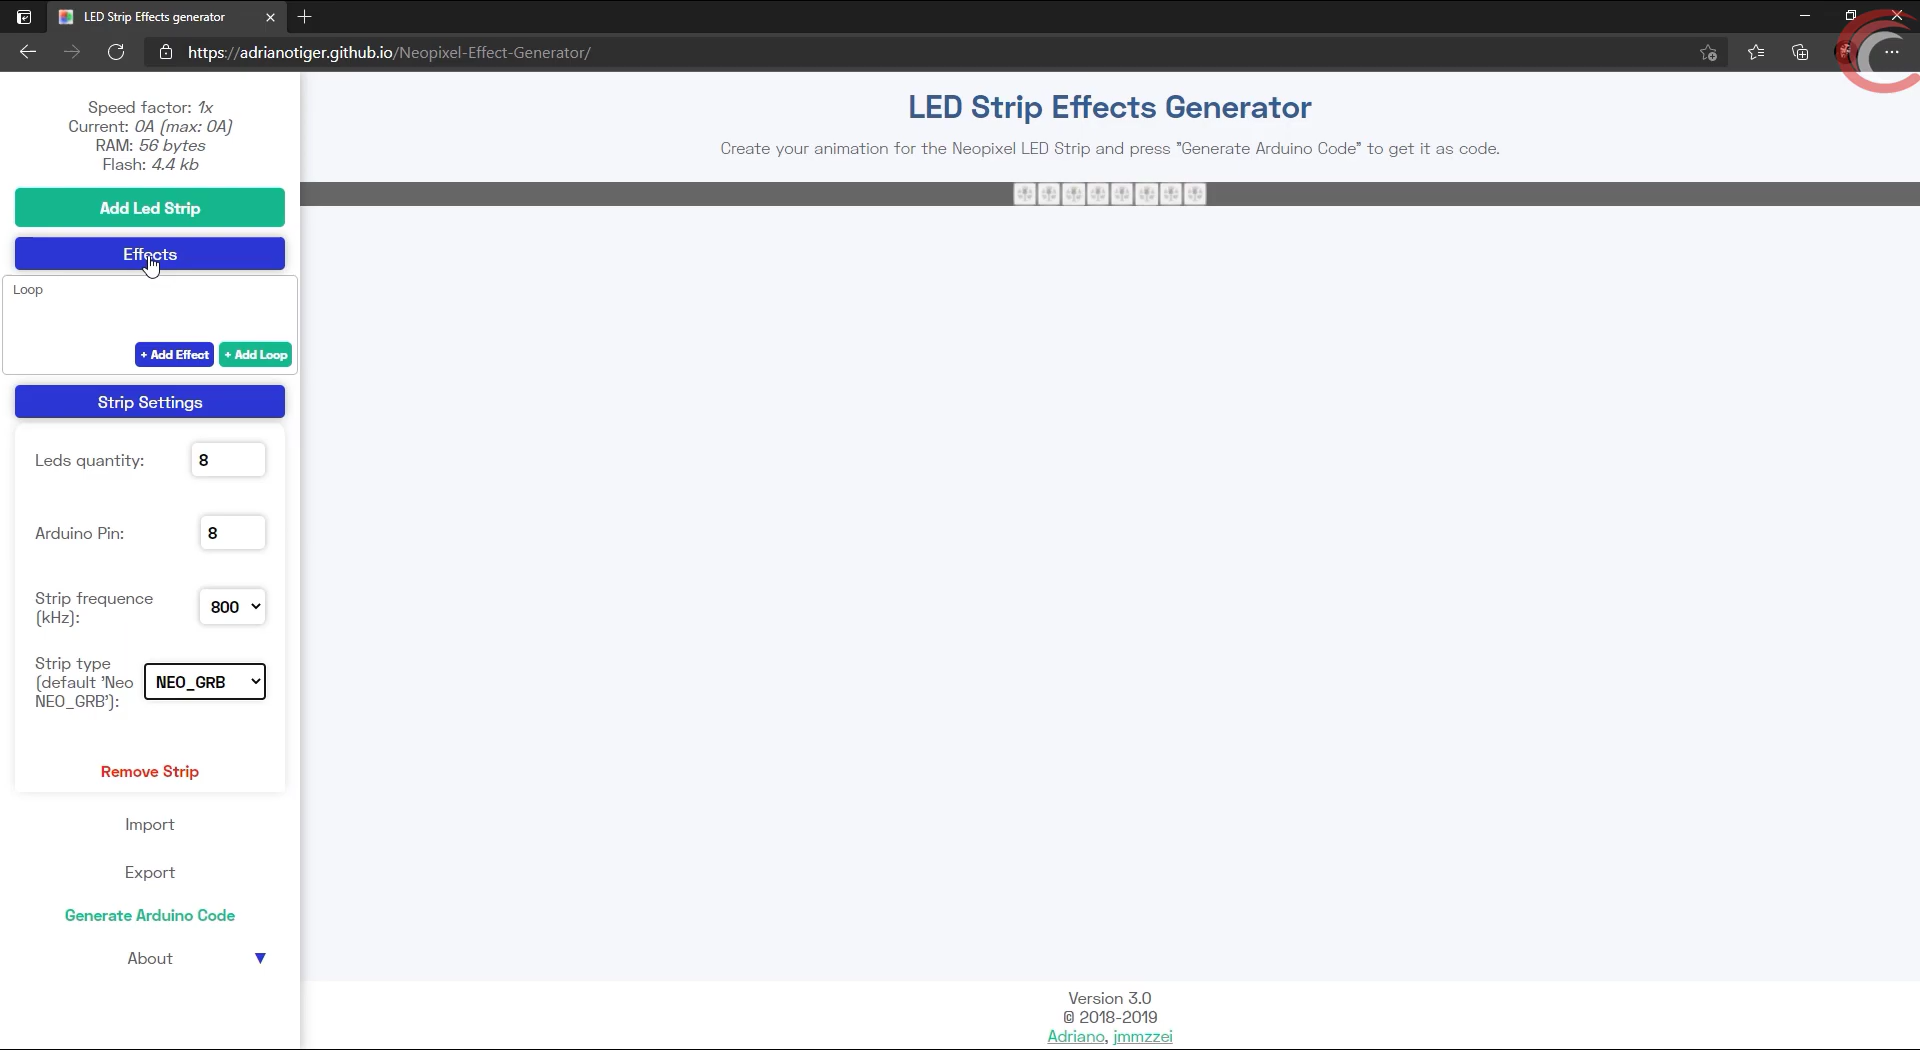 LED Strip Effects generator
https://adrianotiger.github.io/Neopixel-Effect-Generator/
Speed factor: 1x
Current: 0A (max: 0A)
RAM: 56 bytes
Flash: 4.4 kb
Add Led Strip
Effects
Loop
+ Add Effect
+ Add Loop
Strip Settings
Leds quantity:
8
Arduino Pin:
8
Strip frequence
(kHz):
800
Strip type
(default 'Neo
NEO_GRB'):
NEO_GRB
Remove Strip
Import
Export
Generate Arduino Code
About
LED Strip Effects Generator
Create your animation for the Neopixel LED Strip and press "Generate Arduino Code" to get it as code.
Version 3.0
© 2018-2019
Adriano, jmmzzei